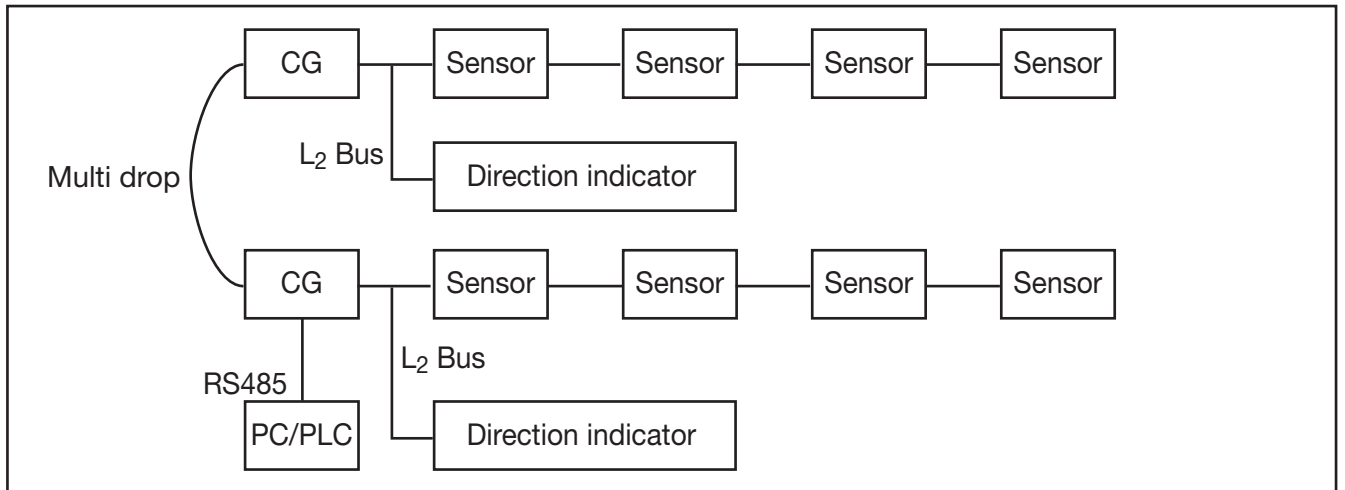 CG
Sensor
Sensor
Sensor
Sensor
L₂ Bus
Direction indicator
Multi drop
CG
Sensor
Sensor
Sensor
Sensor
L₂ Bus
RS485
PC/PLC
Direction indicator